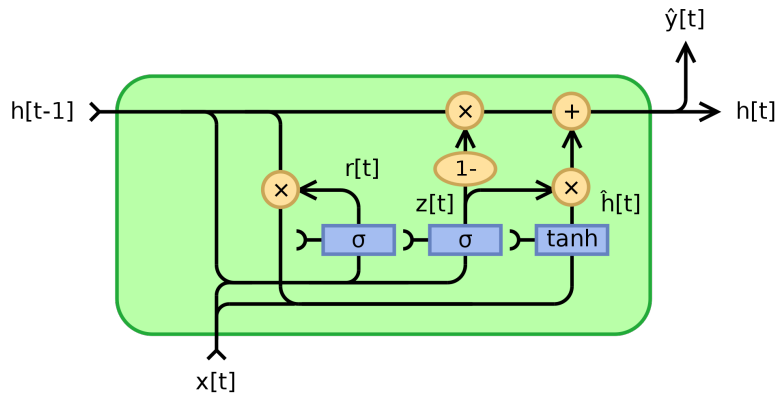 ŷ[t]
h[t-1]
×
+
h[t]
r[t]
1-
×
z[t]
×
ĥ[t]
σ
σ
tanh
x[t]